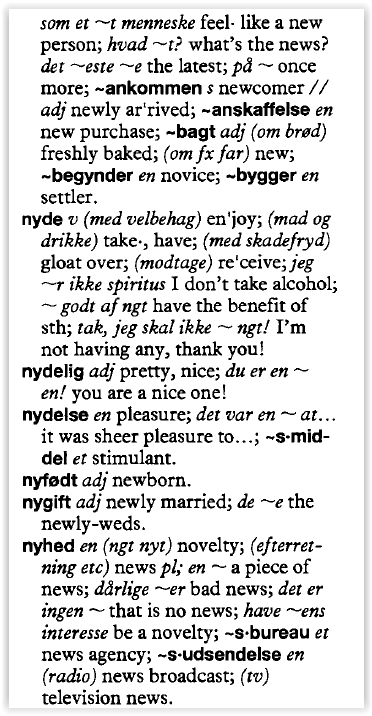 som et ~t menneske feel· like a new
person; hvad ~t? what's the news?
det ~este ~e the latest; på ~ once
more; ~ankommen s newcomer //
adj newly ar'rived; ~anskaffelse en
new purchase; ~bagt adj (om brød)
freshly baked; (om fx far) new;
~begynder en novice; ~bygger en
settler.
nyde v (med velbehag) en'joy; (mad og
drikke) take·, have; (med skadefryd)
gloat over; (modtage) re'ceive; jeg
~r ikke spiritus I don't take alcohol;
~ godt af ngt have the benefit of
sth; tak, jeg skal ikke ~ ngt! I'm
not having any, thank you!
nydelig adj pretty, nice; du er en ~
en! you are a nice one!
nydelse en pleasure; det var en ~ at...
it was sheer pleasure to...; ~s·mid-
del et stimulant.
nyfødt adj newborn.
nygift adj newly married; de ~e the
newly-weds.
nyhed en (ngt nyt) novelty; (efterret-
ning etc) news pl; en ~ a piece of
news; dårlige ~er bad news; det er
ingen ~ that is no news; have ~ens
interesse be a novelty; ~s·bureau et
news agency; ~s·udsendelse en
(radio) news broadcast; (tv)
television news.